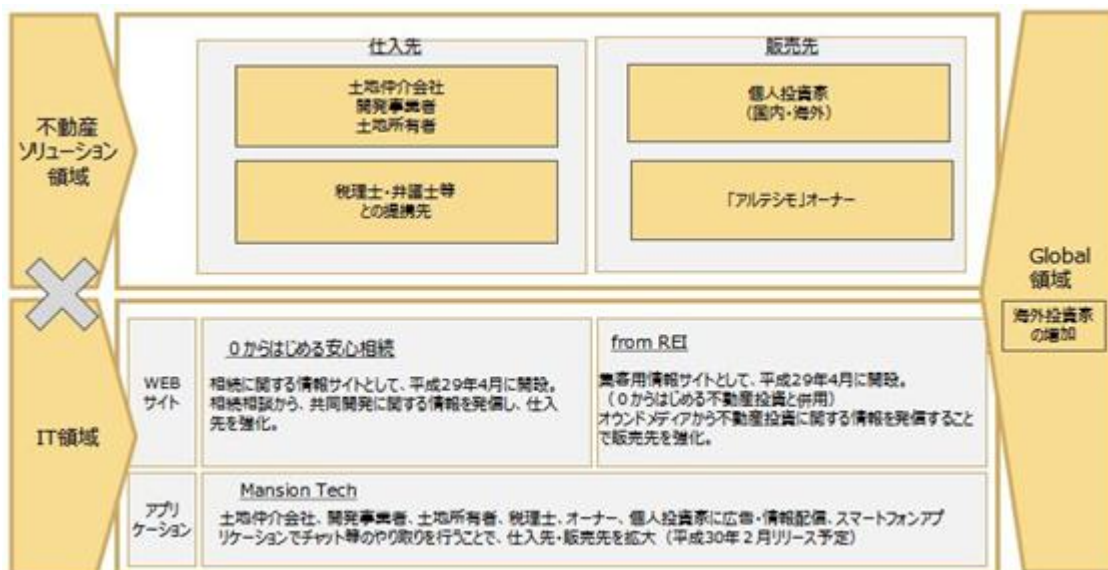 不動産
ソリューション
領域
仕入先
土地仲介会社
開発事業者
土地所有者
税理士・弁護士等
との提携先
販売先
個人投資家
(国内・海外)
「アルテシモ」オーナー
Global
領域
海外投資家
の増加
IT領域
WEB
サイト
0からはじめる安心相続
相続に関する情報サイトとして、平成29年4月に開設。
相続相談から、共同開発に関する情報を発信し、仕入
先を強化。
from REI
集客用情報サイトとして、平成29年4月に開設。
(0からはじめる不動産投資と併用)
オウンドメディアから不動産投資に関する情報を発信すること
で販売先を強化。
アプリ
ケーション
Mansion Tech
土地仲介会社、開発事業者、土地所有者、税理士、オーナー、個人投資家に広告・情報配信、スマートフォンアプ
リケーションでチャット等のやり取りを行うことで、仕入先・販売先を拡大(平成30年2月リリース予定)